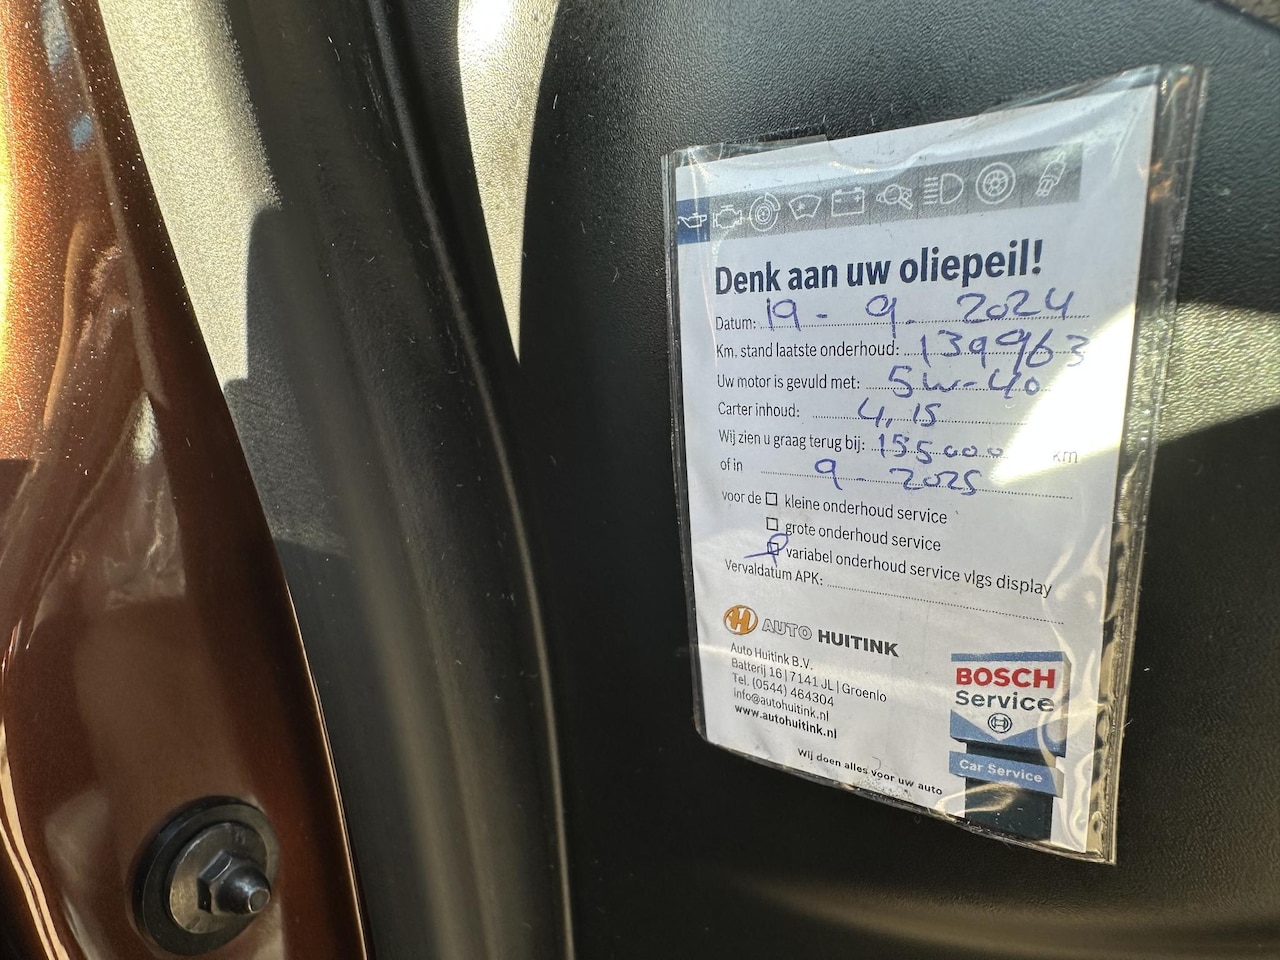 Denk aan uw oliepeil!
Datum: 19 - 9 - 2024
Km. stand laatste onderhoud: 139963
Uw motor is gevuld met: 5W-40
Carter inhoud: 4,15
Wij zien u graag terug bij: 155000 km
of in 9 - 2025
voor de ☐ kleine onderhoud service
☐ grote onderhoud service
☐ variabel onderhoud service vlgs display
Vervaldatum APK:
H AUTO HUITINK
Auto Huitink B.V.
Batterij 16 | 7141 JL | Groenlo
Tel. (0544) 464304
info@autohuitink.nl
www.autohuitink.nl
Wij doen alles voor uw auto
BOSCH
Service
Car Service